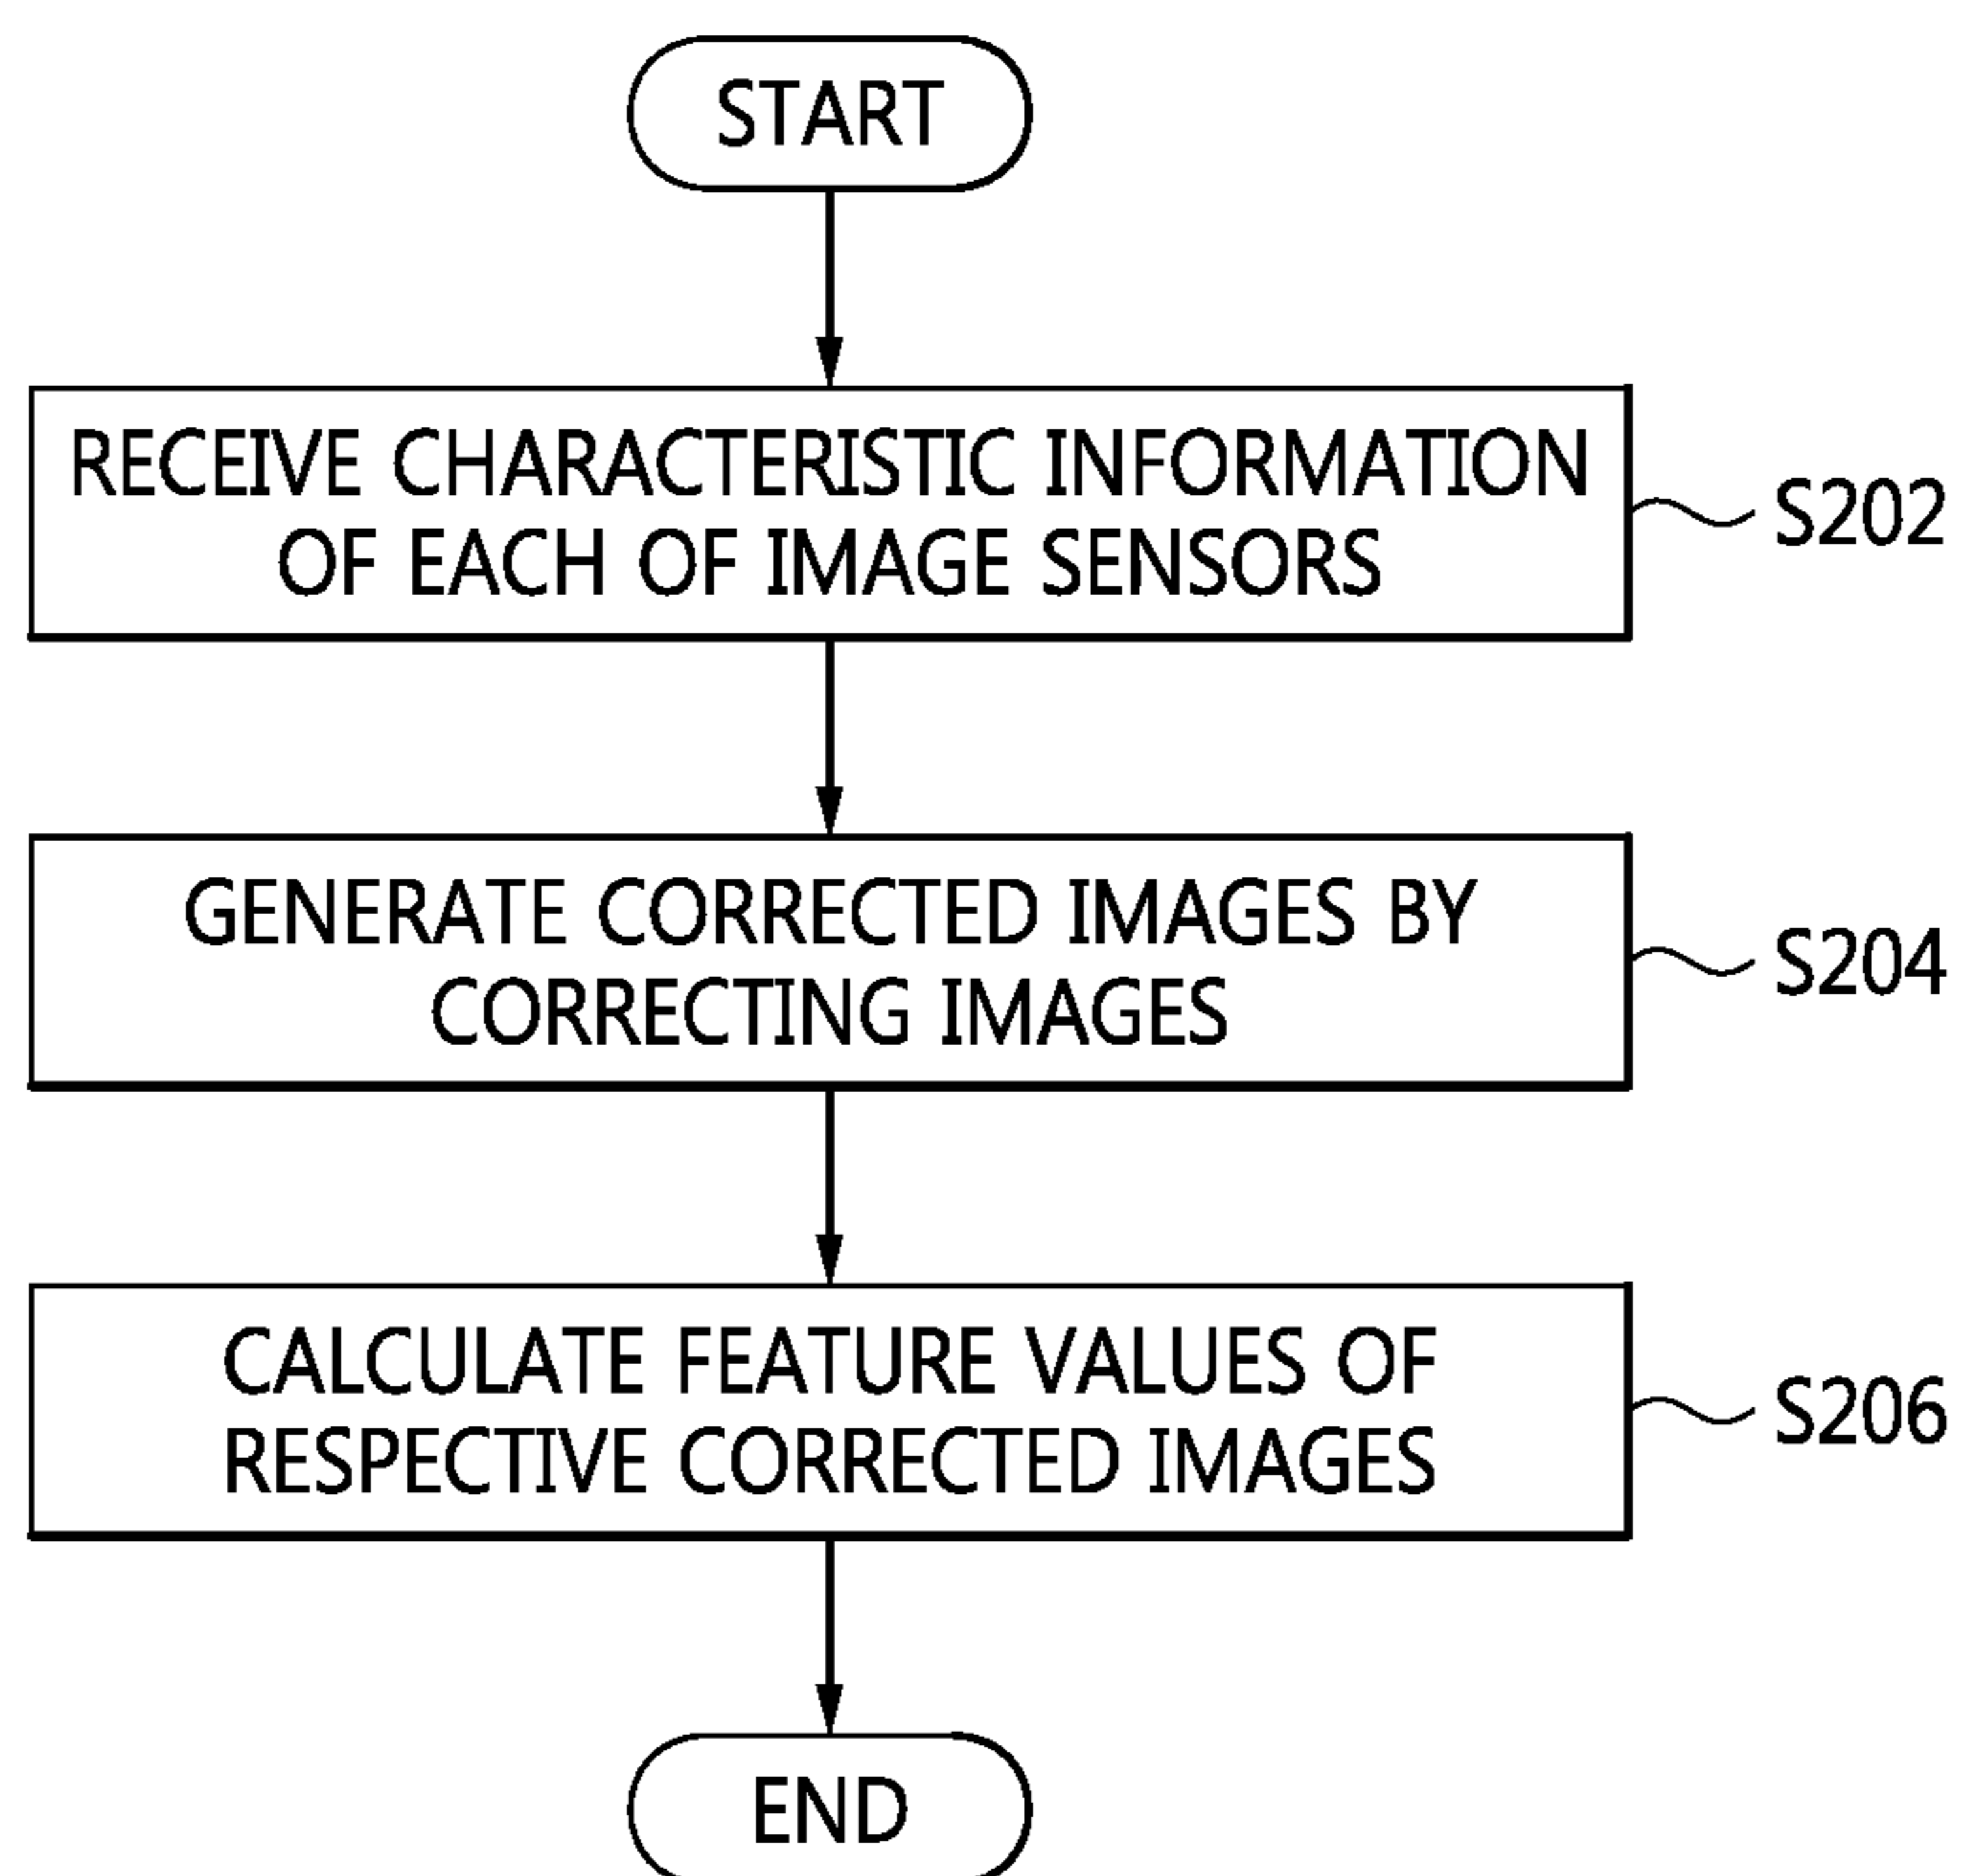 START
RECEIVE CHARACTERISTIC INFORMATION
OF EACH OF IMAGE SENSORS
S202
GENERATE CORRECTED IMAGES BY
CORRECTING IMAGES
S204
CALCULATE FEATURE VALUES OF
RESPECTIVE CORRECTED IMAGES
S206
END